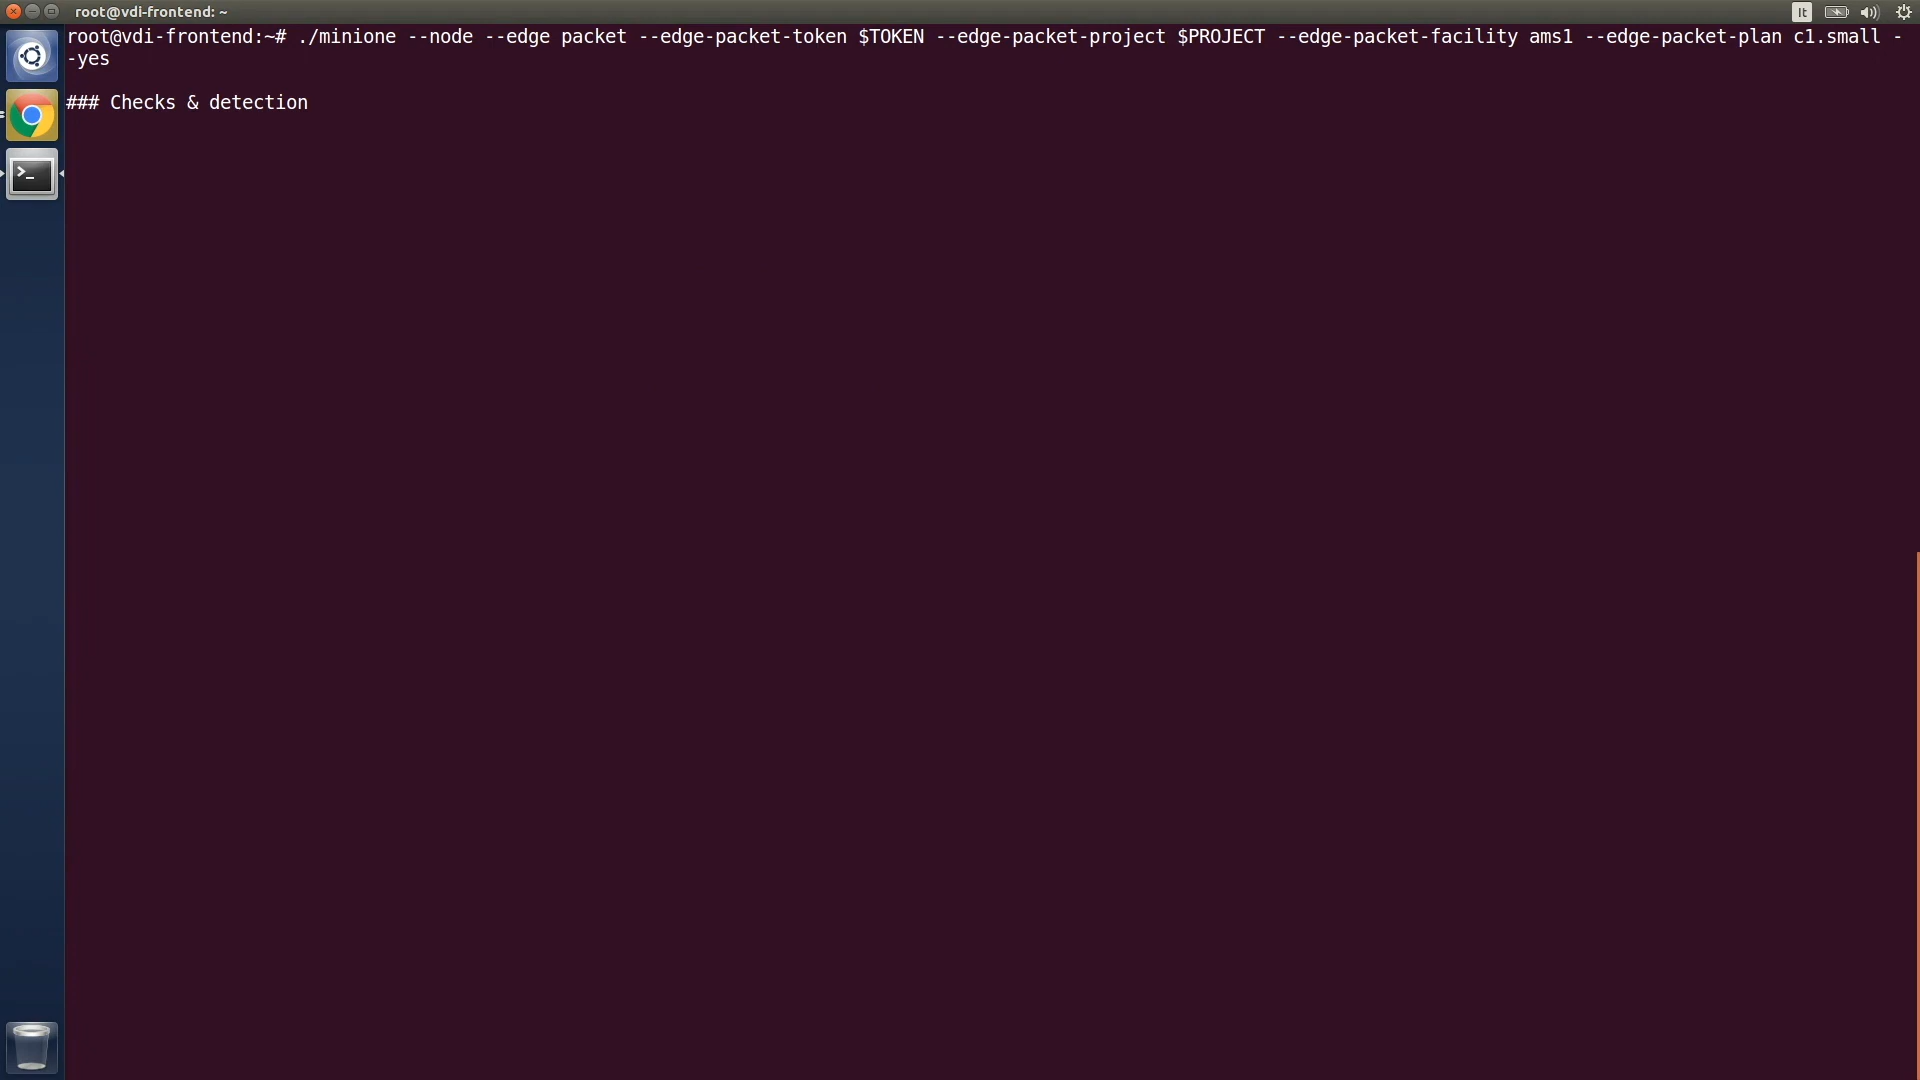 root@vdi-frontend: ~
It
root@vdi-frontend:~# ./minione --node --edge packet --edge-packet-token $TOKEN --edge-packet-project $PROJECT --edge-packet-facility ams1 --edge-packet-plan c1.small -
-yes
### Checks & detection